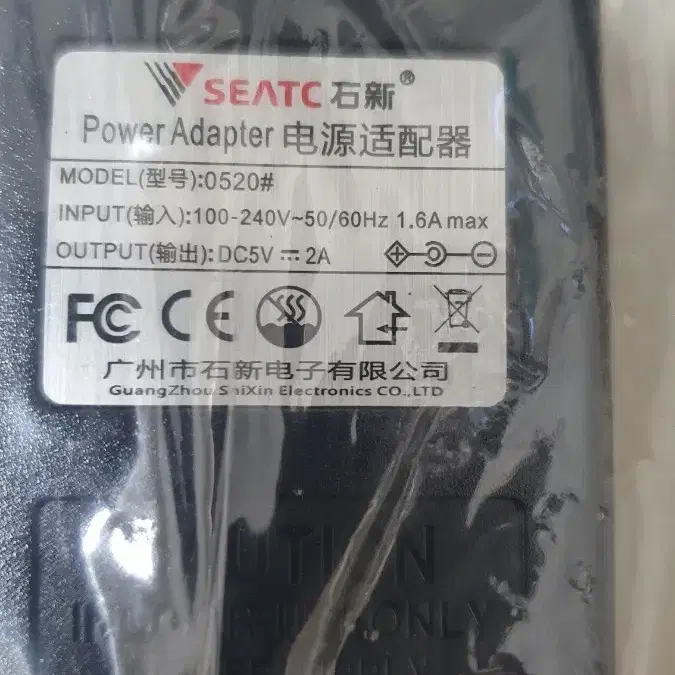 SEATC 石新®
Power Adapter 电源适配器
MODEL(型号):0520#
INPUT(输入):100-240V~50/60Hz 1.6A max
OUTPUT(输出): DC5V ⎓ 2A
FC CE
广州市石新电子有限公司
GuangZhou ShiXin Electronics CO.,LTD
ONLY